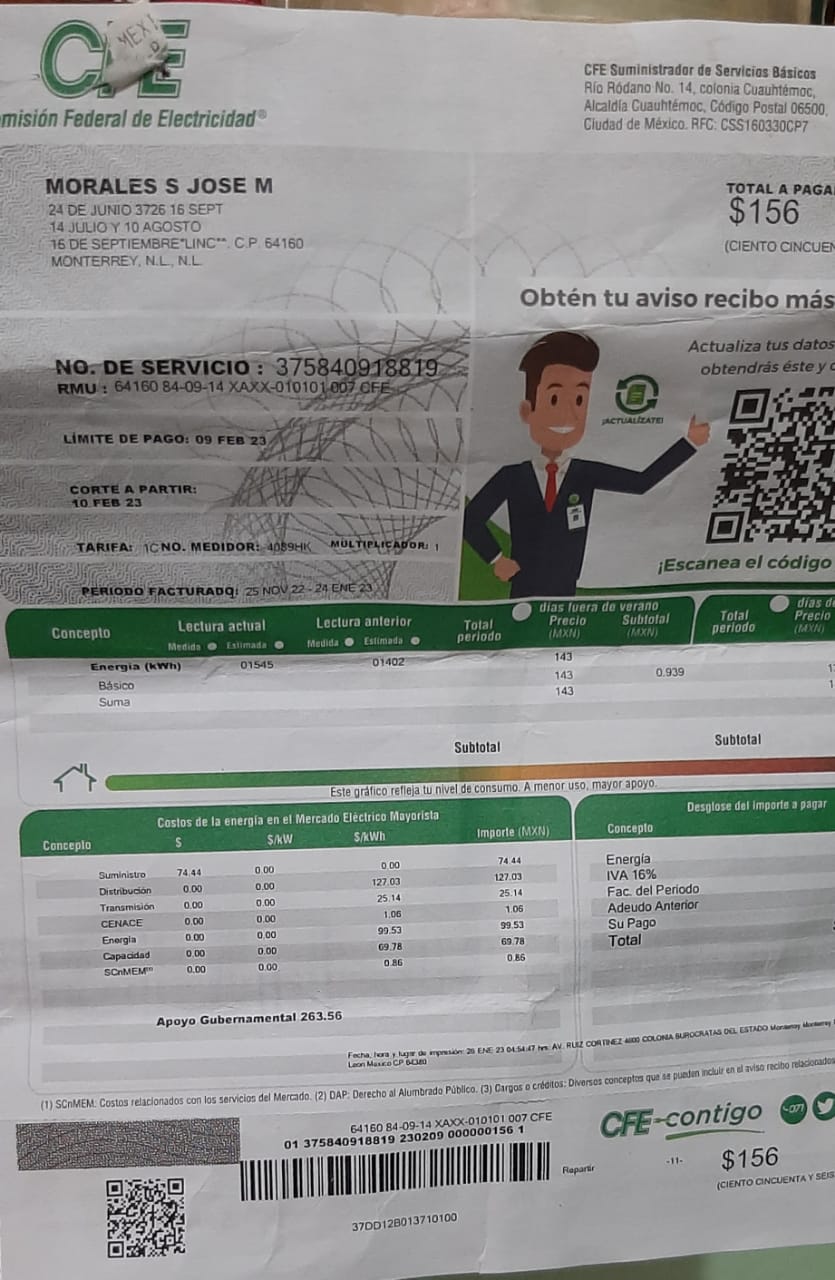 CFE
MEXI
misión Federal de Electricidad®
CFE Suministrador de Servicios Básicos
Río Ródano No. 14, colonia Cuauhtémoc,
Alcaldía Cuauhtémoc, Código Postal 06500,
Ciudad de México. RFC: CSS160330CP7
MORALES S JOSE M
24 DE JUNIO 3726 16 SEPT
14 JULIO Y 10 AGOSTO
16 DE SEPTIEMBRE*LINC**. C.P. 64160
MONTERREY, N.L., N.L.
TOTAL A PAGA
$156
(CIENTO CINCUEN
Obtén tu aviso recibo más
Actualiza tus datos
obtendrás éste y
¡ACTUALÍZATE!
¡Escanea el código
NO. DE SERVICIO : 375840918819
RMU : 64160 84-09-14 XAXX-010101 007 CFE
LÍMITE DE PAGO: 09 FEB 23
CORTE A PARTIR:
10 FEB 23
TARIFA: 1C NO. MEDIDOR: 4089HK MULTIPLICADOR: 1
PERIODO FACTURADO: 25 NOV 22 - 24 ENE 23
Concepto Lectura actual Lectura anterior Total periodo días fuera de verano Precio (MXN) Subtotal (MXN) Total periodo días d Precio (MXN)
Medida Estimada Medida Estimada
Energía (kWh) 01545 01402 143
Básico 143 0.939 1
Suma 143 1
Subtotal Subtotal
Este gráfico refleja tu nivel de consumo. A menor uso, mayor apoyo.
Costos de la energía en el Mercado Eléctrico Mayorista
Concepto $ $/kW $/kWh Importe (MXN)
Suministro 74.44 0.00 0.00 74.44
Distribución 0.00 0.00 127.03 127.03
Transmisión 0.00 0.00 25.14 25.14
CENACE 0.00 0.00 1.06 1.06
Energía 0.00 0.00 99.53 99.53
Capacidad 0.00 0.00 69.78 69.78
SCnMEM⁽¹⁾ 0.00 0.00 0.86 0.86
Apoyo Gubernamental 263.56
Desglose del importe a pagar
Concepto
Energía
IVA 16%
Fac. del Periodo
Adeudo Anterior
Su Pago
Total
Fecha, hora y lugar de impresión: 26 ENE 23 04:54:47 hrs. AV. RUIZ CORTINEZ 4600 COLONIA BUROCRATAS DEL ESTADO Monterrey Monterrey
Leon Mexico CP 64380
(1) SCnMEM: Costos relacionados con los servicios del Mercado. (2) DAP: Derecho al Alumbrado Público. (3) Cargos o créditos: Diversos conceptos que se pueden incluir en el aviso recibo relacionados
64160 84-09-14 XAXX-010101 007 CFE
01 375840918819 230209 000000156 1
Repartir
37DD12B013710100
CFE-contigo
071
-11-
$156
(CIENTO CINCUENTA Y SEIS